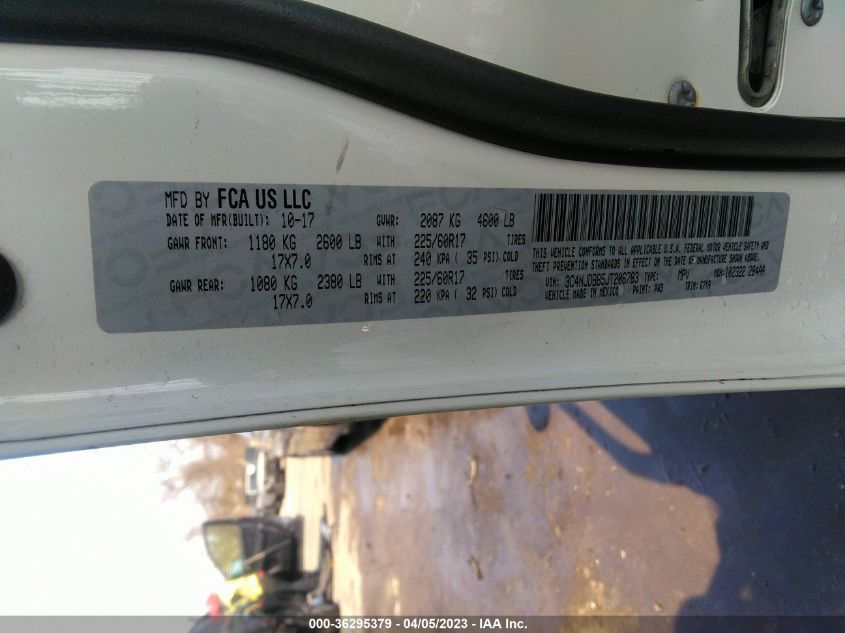 MFD BY FCA US LLC
DATE OF MFR(BUILT): 10-17 GVWR: 2087 KG 4600 LB
GAWR FRONT: 1180 KG 2600 LB WITH 225/60R17 TIRES
17X7.0 RIMS AT 240 KPA ( 35 PSI) COLD
GAWR REAR: 1080 KG 2380 LB WITH 225/60R17 TIRES
17X7.0 RIMS AT 220 KPA ( 32 PSI) COLD
THIS VEHICLE CONFORMS TO ALL APPLICABLE U.S.A. FEDERAL MOTOR VEHICLE SAFETY AND
THEFT PREVENTION STANDARDS IN EFFECT ON THE DATE OF MANUFACTURE SHOWN ABOVE.
VIN: 3C4NJDBB5JT206783 TYPE: MPV MDH: 102322 284AA
VEHICLE MADE IN MEXICO PAINT: PW3 TRIM:
000-36295379 - 04/05/2023 - IAA Inc.